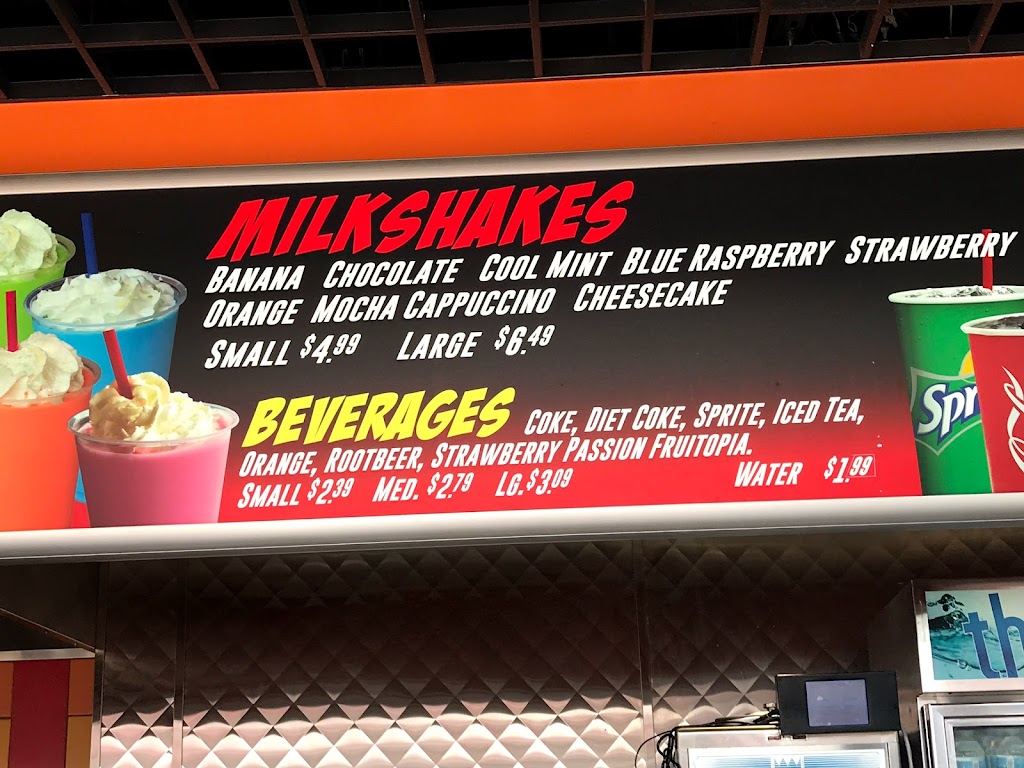 MILKSHAKES
BANANA CHOCOLATE COOL MINT BLUE RASPBERRY STRAWBERRY
ORANGE MOCHA CAPPUCCINO CHEESECAKE
SMALL $4.99 LARGE $6.49
BEVERAGES COKE, DIET COKE, SPRITE, ICED TEA,
ORANGE, ROOTBEER, STRAWBERRY PASSION FRUITOPIA.
SMALL $2.39 MED. $2.79 LG. $3.09 WATER $1.99
Spr
th